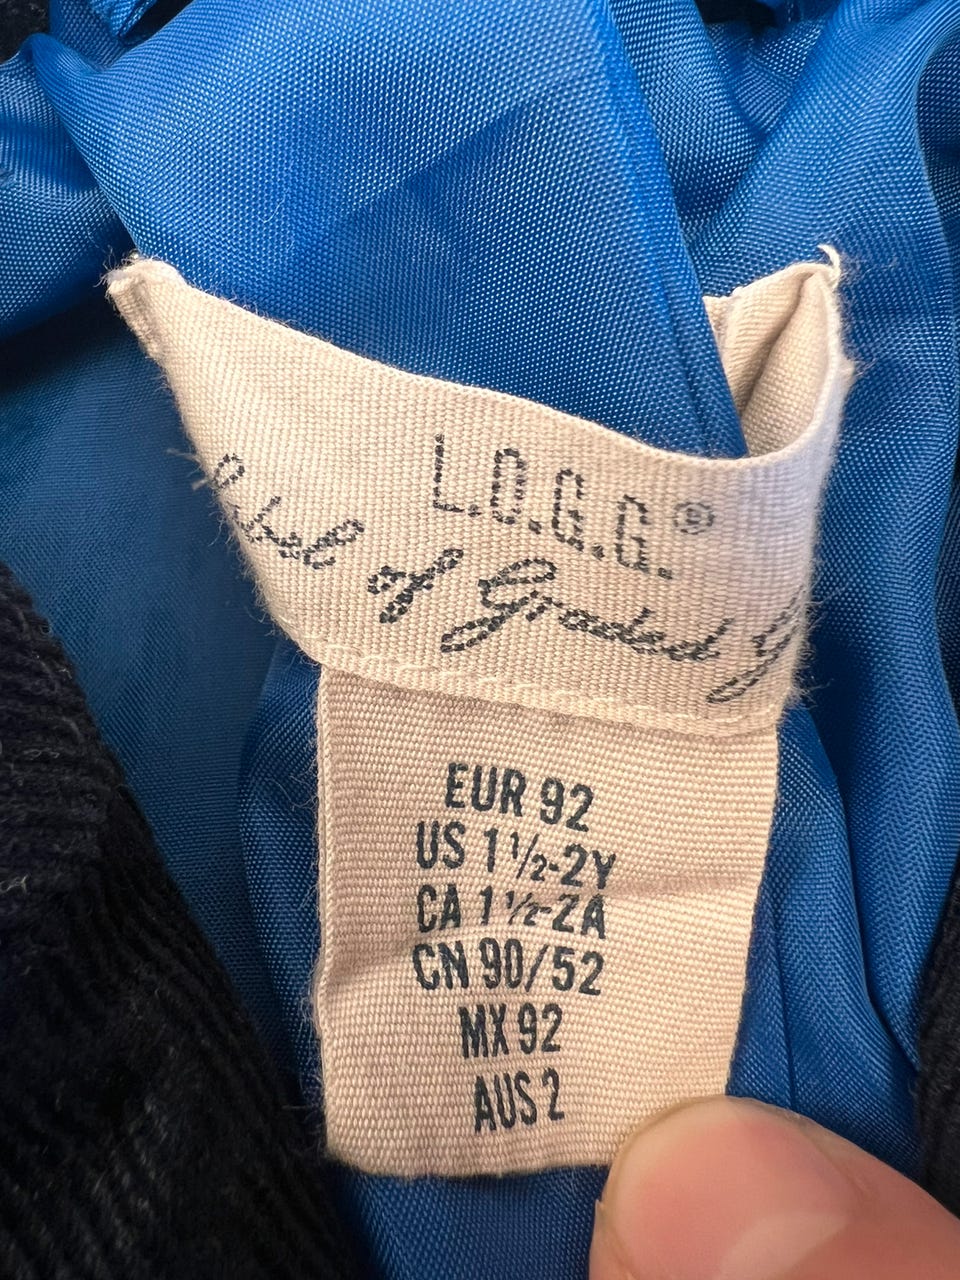 L.O.G.G.®
Label of Graded G
EUR 92
US 1½-2Y
CA 1½-2A
CN 90/52
MX 92
AUS 2